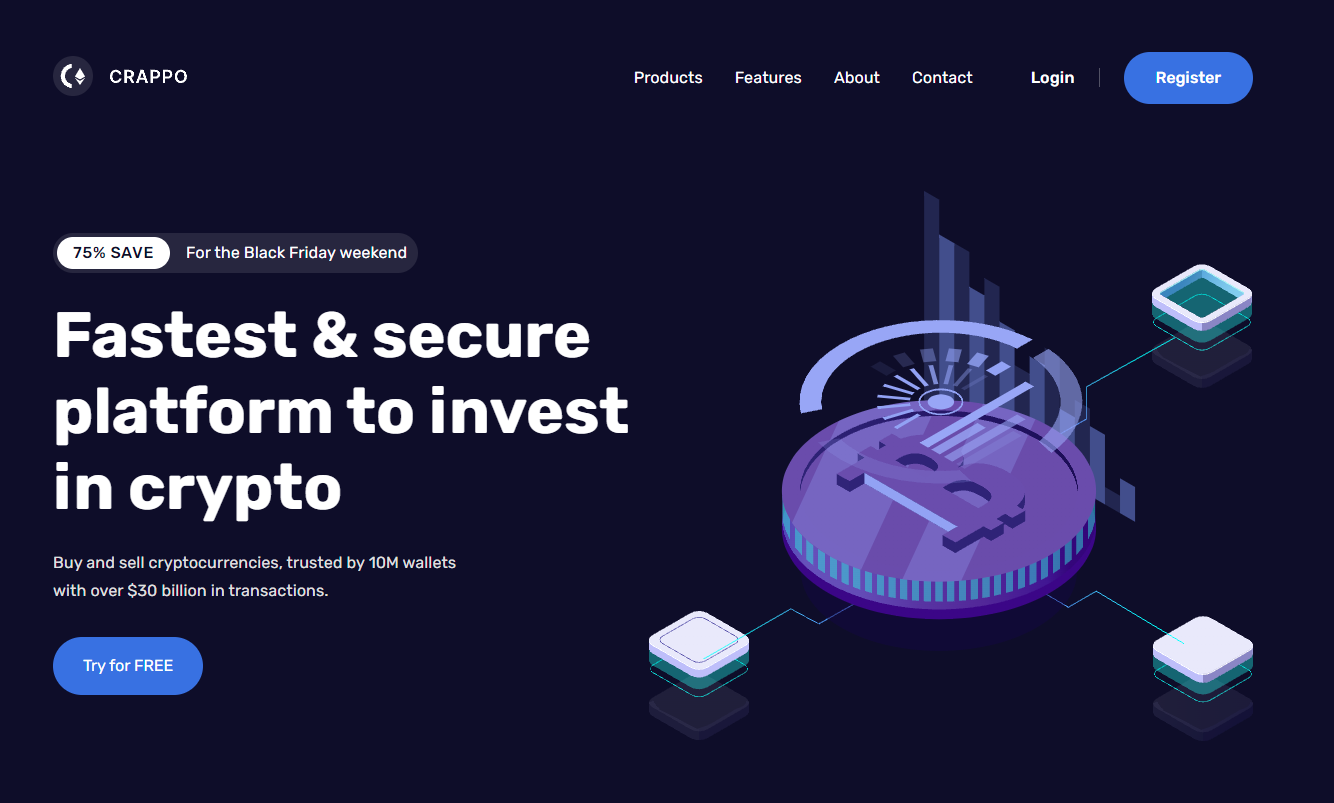 CRAPPO
Products Features About Contact Login Register
75% SAVE For the Black Friday weekend
Fastest & secure
platform to invest
in crypto
Buy and sell cryptocurrencies, trusted by 10M wallets
with over $30 billion in transactions.
Try for FREE